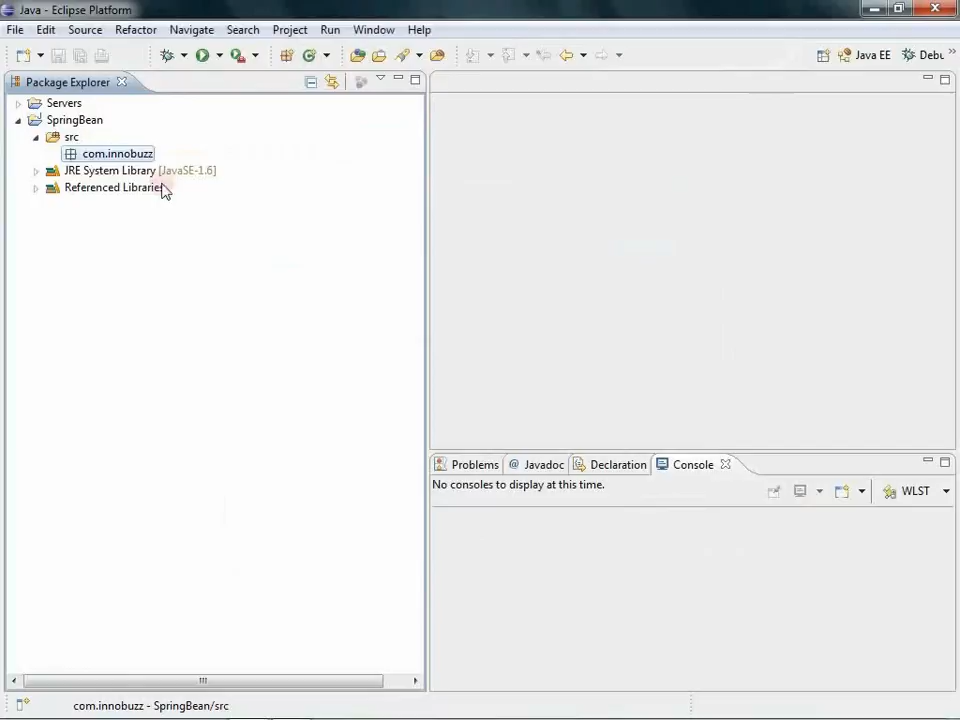 Java - Eclipse Platform
File Edit Source Refactor Navigate Search Project Run Window Help
Java EE Debu
Package Explorer
Servers
SpringBean
src
com.innobuzz
JRE System Library [JavaSE-1.6]
Referenced Libraries
Problems @ Javadoc Declaration Console
No consoles to display at this time.
WLST
com.innobuzz - SpringBean/src